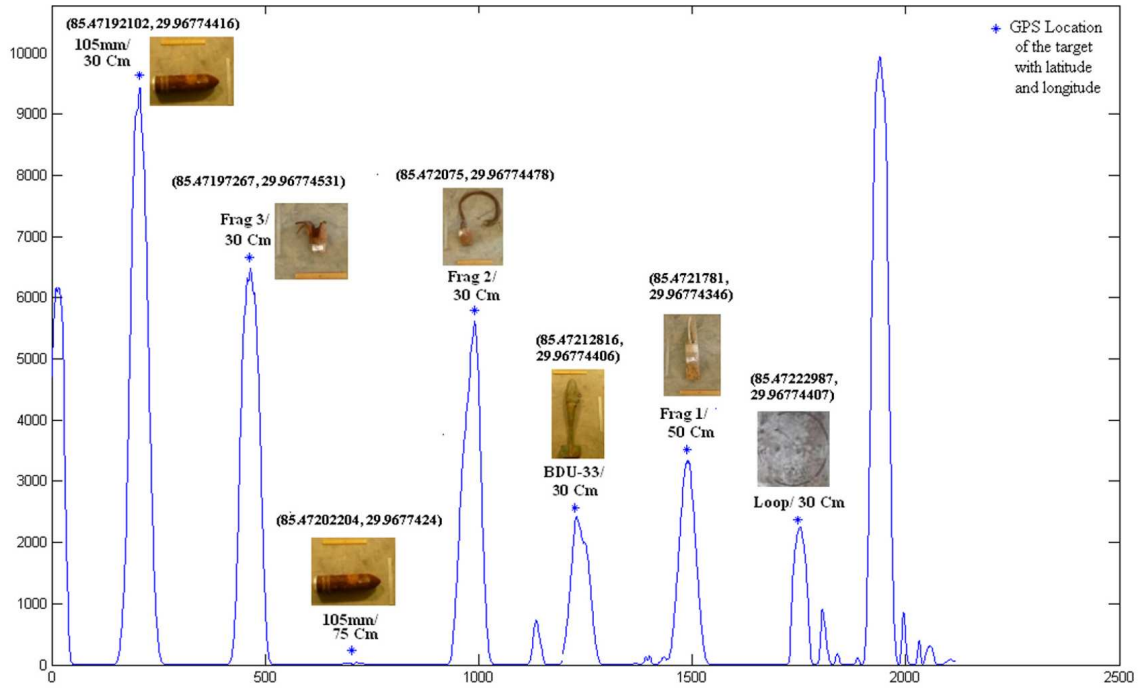 (85.47192102, 29.96774416)
105mm/
30 Cm
* GPS Location
of the target
with latitude
and longitude
(85.47197267, 29.96774531)
Frag 3/
30 Cm
(85.472075, 29.96774478)
Frag 2/
30 Cm
(85.4721781,
29.96774346)
Frag 1/
50 Cm
(85.47212816,
29.96774406)
BDU-33/
30 Cm
(85.47222987,
29.96774407)
Loop/ 30 Cm
(85.47202204, 29.9677424)
105mm/
75 Cm
10000
9000
8000
7000
6000
5000
4000
3000
2000
1000
0
0 500 1000 1500 2000 2500